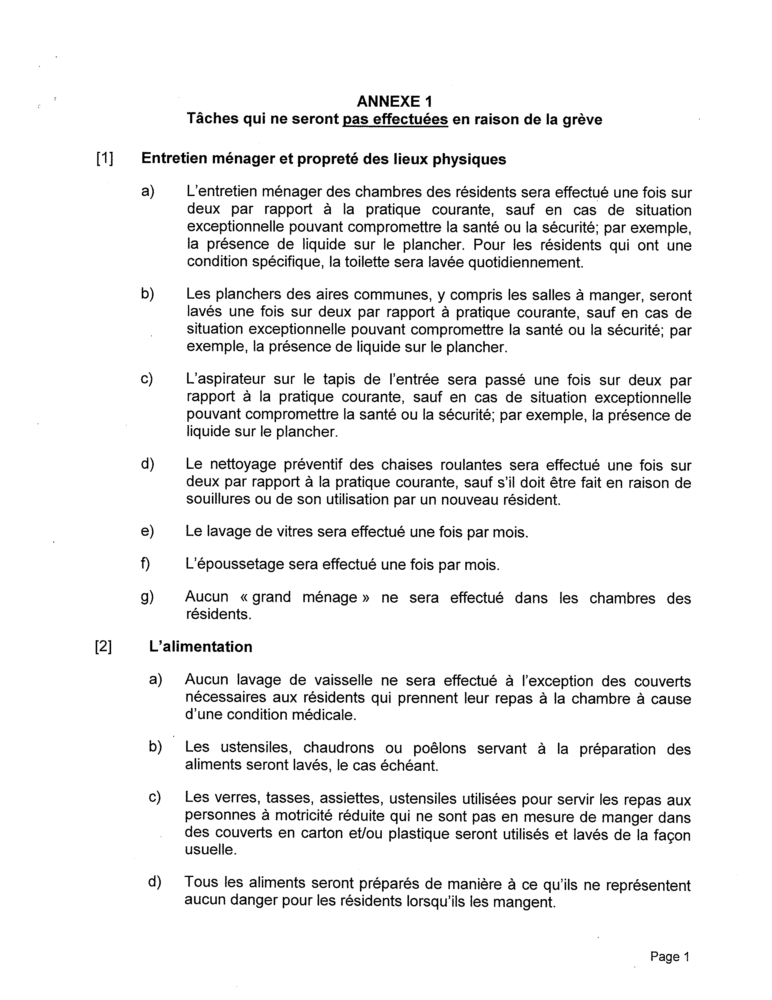 ANNEXE 1
Tâches qui ne seront pas effectuées en raison de la grève
[1] Entretien ménager et propreté des lieux physiques
a) L'entretien ménager des chambres des résidents sera effectué une fois sur
deux par rapport à la pratique courante, sauf en cas de situation
exceptionnelle pouvant compromettre la santé ou la sécurité; par exemple,
la présence de liquide sur le plancher. Pour les résidents qui ont une
condition spécifique, la toilette sera lavée quotidiennement.
b) Les planchers des aires communes, y compris les salles à manger, seront
lavés une fois sur deux par rapport à pratique courante, sauf en cas de
situation exceptionnelle pouvant compromettre la santé ou la sécurité; par
exemple, la présence de liquide sur le plancher.
c) L'aspirateur sur le tapis de l'entrée sera passé une fois sur deux par
rapport à la pratique courante, sauf en cas de situation exceptionnelle
pouvant compromettre la santé ou la sécurité; par exemple, la présence de
liquide sur le plancher.
d) Le nettoyage préventif des chaises roulantes sera effectué une fois sur
deux par rapport à la pratique courante, sauf s'il doit être fait en raison de
souillures ou de son utilisation par un nouveau résident.
e) Le lavage de vitres sera effectué une fois par mois.
f) L'époussetage sera effectué une fois par mois.
g) Aucun « grand ménage » ne sera effectué dans les chambres des
résidents.
[2] L'alimentation
a) Aucun lavage de vaisselle ne sera effectué à l'exception des couverts
nécessaires aux résidents qui prennent leur repas à la chambre à cause
d'une condition médicale.
b) Les ustensiles, chaudrons ou poêlons servant à la préparation des
aliments seront lavés, le cas échéant.
c) Les verres, tasses, assiettes, ustensiles utilisées pour servir les repas aux
personnes à motricité réduite qui ne sont pas en mesure de manger dans
des couverts en carton et/ou plastique seront utilisés et lavés de la façon
usuelle.
d) Tous les aliments seront préparés de manière à ce qu'ils ne représentent
aucun danger pour les résidents lorsqu'ils les mangent.
Page 1